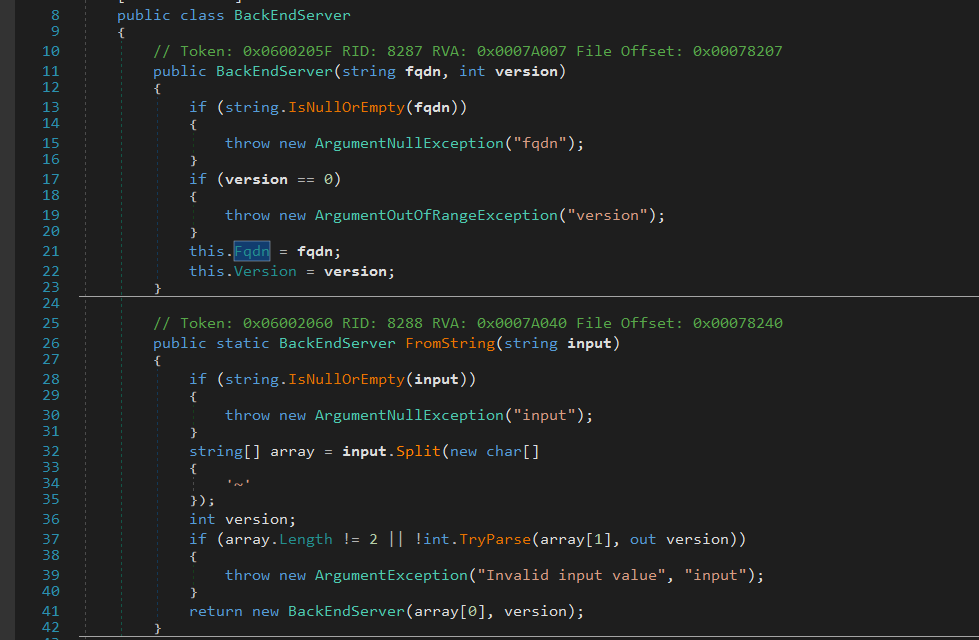 8 public class BackEndServer
9 {
10 // Token: 0x0600205F RID: 8287 RVA: 0x0007A007 File Offset: 0x00078207
11 public BackEndServer(string fqdn, int version)
12 {
13 if (string.IsNullOrEmpty(fqdn))
14 {
15 throw new ArgumentNullException("fqdn");
16 }
17 if (version == 0)
18 {
19 throw new ArgumentOutOfRangeException("version");
20 }
21 this.Fqdn = fqdn;
22 this.Version = version;
23 }
24
25 // Token: 0x06002060 RID: 8288 RVA: 0x0007A040 File Offset: 0x00078240
26 public static BackEndServer FromString(string input)
27 {
28 if (string.IsNullOrEmpty(input))
29 {
30 throw new ArgumentNullException("input");
31 }
32 string[] array = input.Split(new char[]
33 {
34 '~'
35 });
36 int version;
37 if (array.Length != 2 || !int.TryParse(array[1], out version))
38 {
39 throw new ArgumentException("Invalid input value", "input");
40 }
41 return new BackEndServer(array[0], version);
42 }